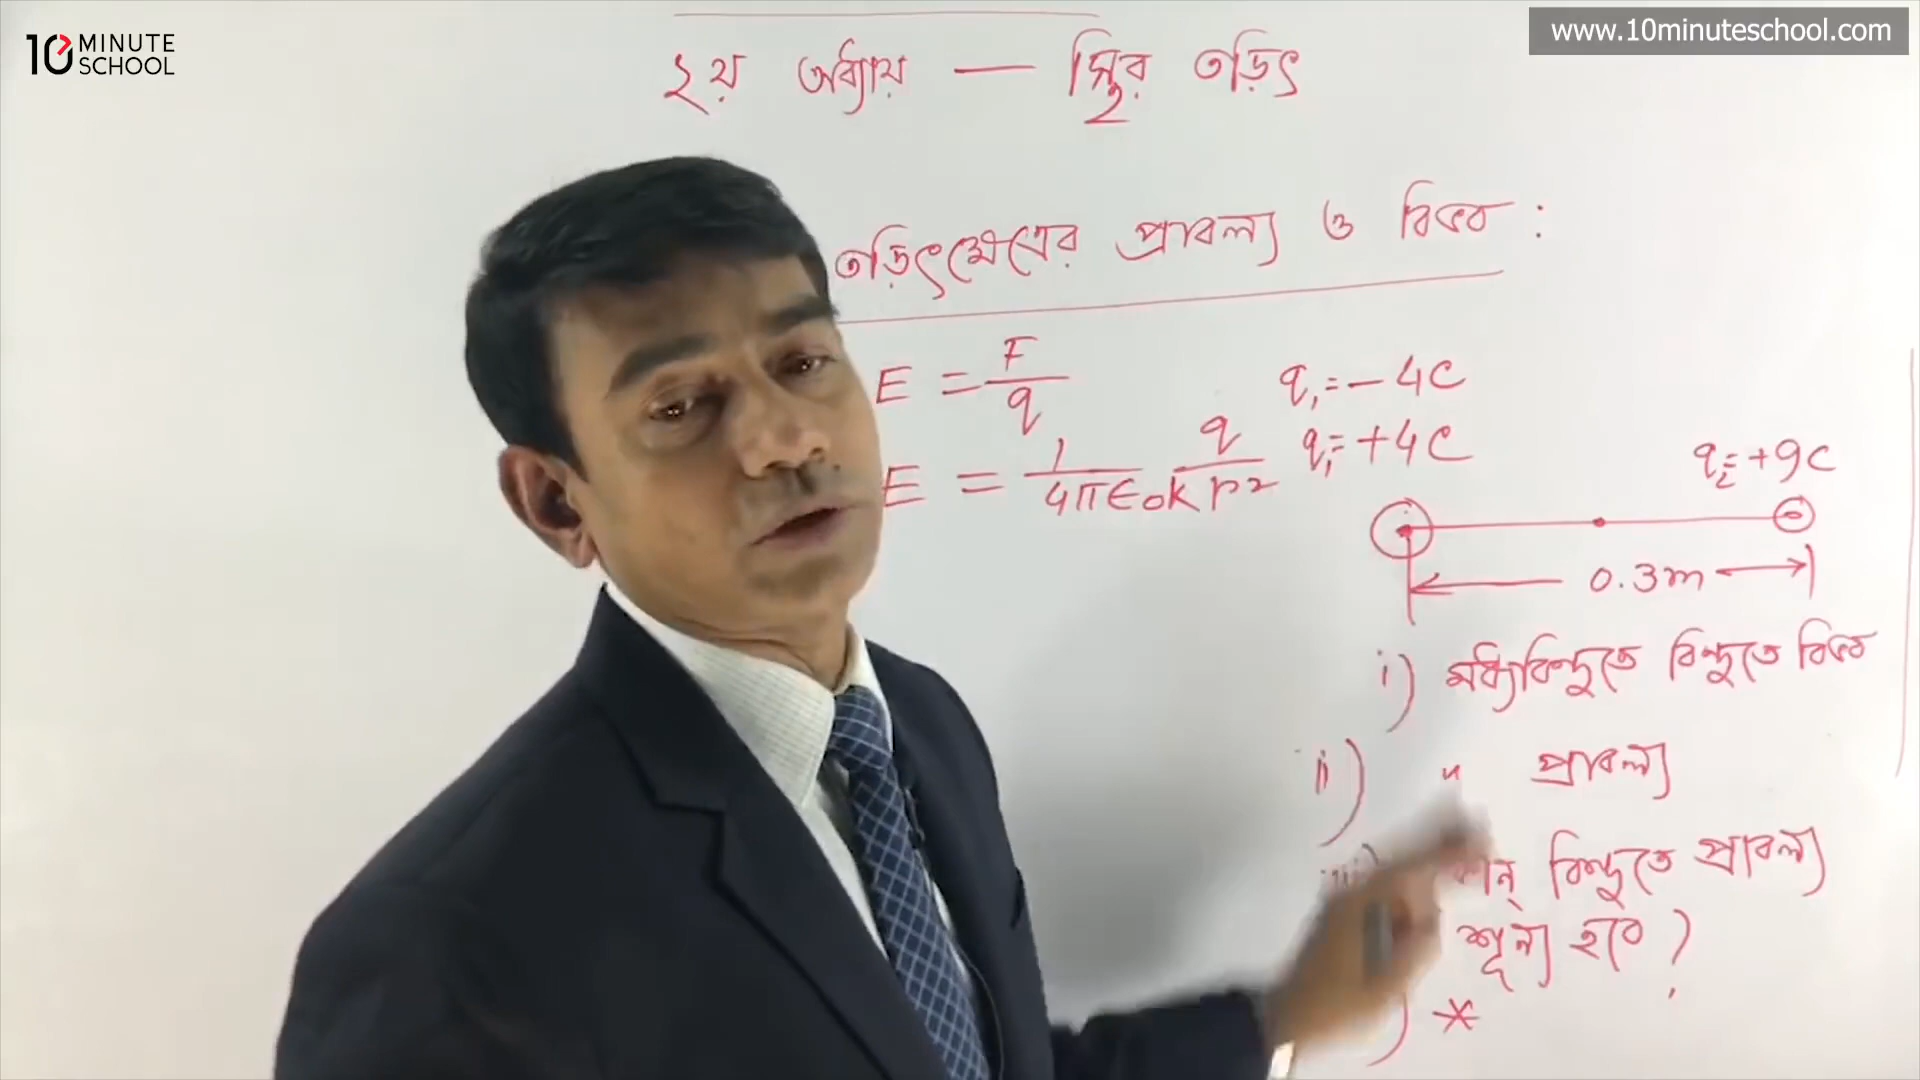 10 MINUTE SCHOOL
www.10minuteschool.com
২য় অধ্যায় — স্থির তড়িৎ
তড়িৎক্ষেত্রের প্রাবল্য ও বিভব :
E = F/q
E = 1/4πϵ₀k q/r²
q₁ = − 4C
q₁ = +4C
q₂ = +9C
0.3m
i) মধ্যবিন্দুতে বিন্দুতে বিভব
ii) " প্রাবল্য
বিন্দুতে প্রাবল্য
শূন্য হবে ?
) *